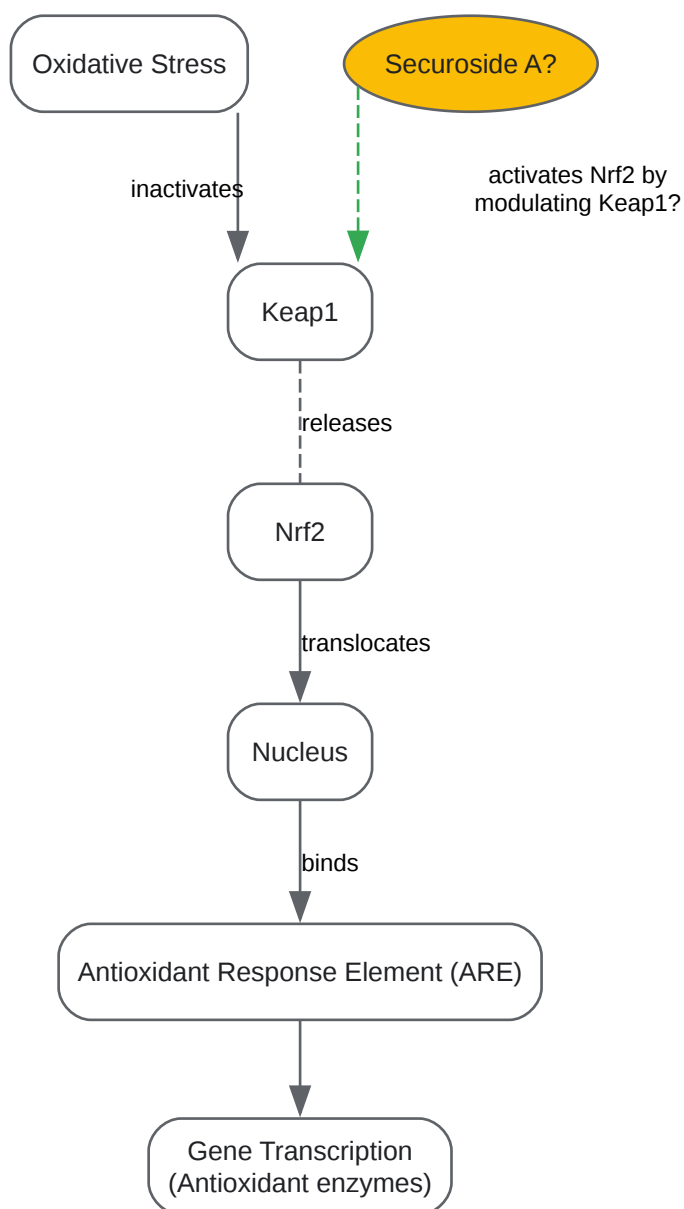 Oxidative Stress
Securoside A?
inactivates
activates Nrf2 by
modulating Keap1?
Keap1
releases
Nrf2
translocates
Nucleus
binds
Antioxidant Response Element (ARE)
Gene Transcription
(Antioxidant enzymes)